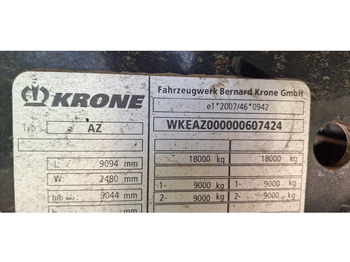 KRONE
Fahrzeugwerk Bernard Krone GmbH
e1*2007/46*0942
Typ: AZ
WKEAZ000000607424
L: 9094 mm
18000 kg 18000 kg
W: 2480 mm
1- 9000 kg 1- 9000 kg
b/b max: 9044 mm
2- 9000 kg 2- 9000 kg